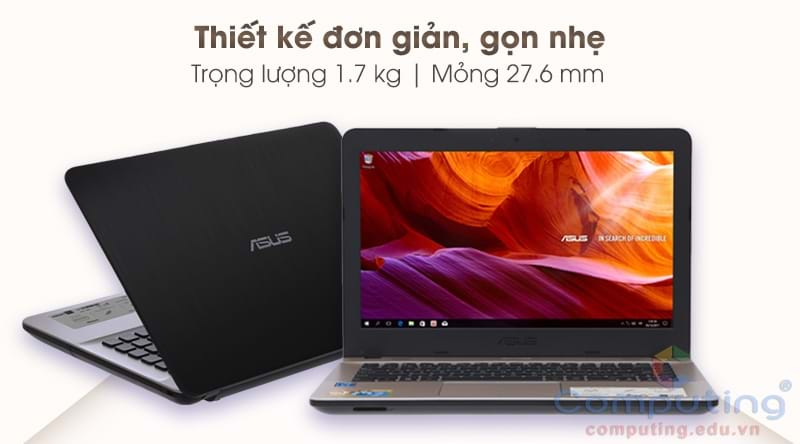 Thiết kế đơn giản, gọn nhẹ
Trọng lượng 1.7 kg | Mỏng 27.6 mm
ASUS
ASUS IN SEARCH OF INCREDIBLE
ASUS
Computing
computing.edu.vn